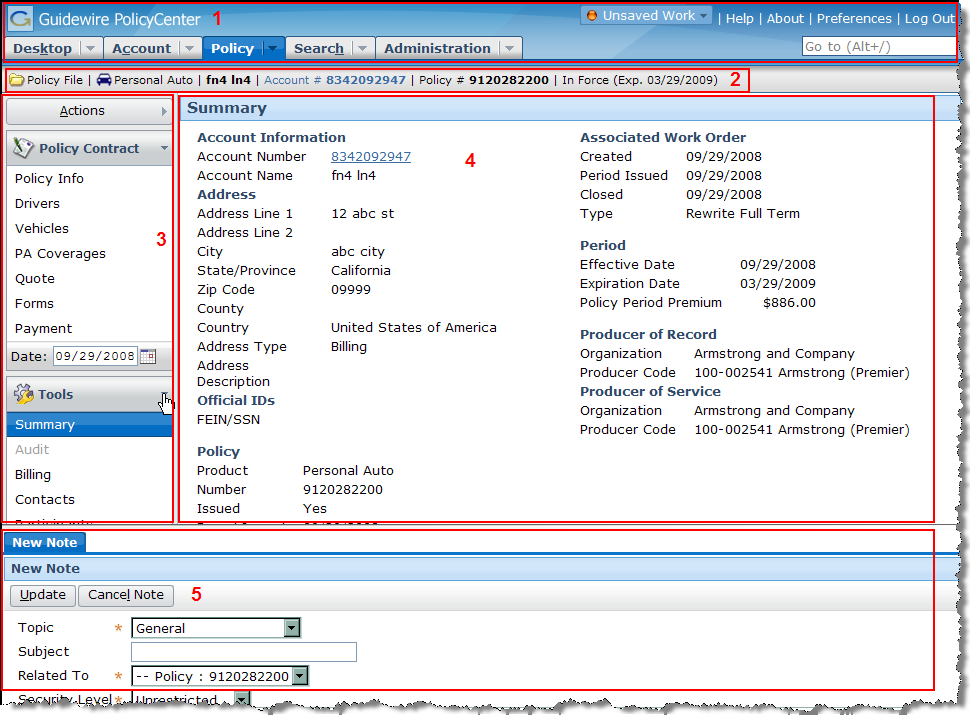 Guidewire PolicyCenter 1 Unsaved Work | Help | About | Preferences | Log Out
Desktop Account Policy Search Administration Go to (Alt+/)
Policy File | Personal Auto | fn4 ln4 | Account # 8342092947 | Policy # 9120282200 | In Force (Exp. 03/29/2009) 2
Actions
Policy Contract
Policy Info
Drivers
Vehicles
3
PA Coverages
Quote
Forms
Payment
Date: 09/29/2008
Tools
Summary
Audit
Billing
Contacts
Participants
Summary
4
Account Information
Account Number 8342092947
Account Name fn4 ln4
Address
Address Line 1 12 abc st
Address Line 2
City abc city
State/Province California
Zip Code 09999
County
Country United States of America
Address Type Billing
Address
Description
Official IDs
FEIN/SSN
Policy
Product Personal Auto
Number 9120282200
Issued Yes
Associated Work Order
Created 09/29/2008
Period Issued 09/29/2008
Closed 09/29/2008
Type Rewrite Full Term
Period
Effective Date 09/29/2008
Expiration Date 03/29/2009
Policy Period Premium $886.00
Producer of Record
Organization Armstrong and Company
Producer Code 100-002541 Armstrong (Premier)
Producer of Service
Organization Armstrong and Company
Producer Code 100-002541 Armstrong (Premier)
New Note
New Note
Update Cancel Note 5
Topic * General
Subject
Related To * -- Policy : 9120282200
Security Level * Unrestricted